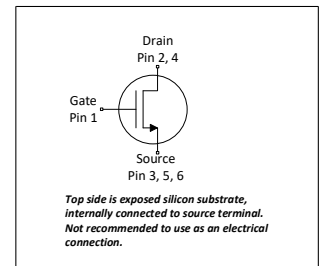 Drain
Pin 2, 4
Gate
Pin 1
Source
Pin 3, 5, 6
Top side is exposed silicon substrate,
internally connected to source terminal.
Not recommended to use as an electrical
connection.